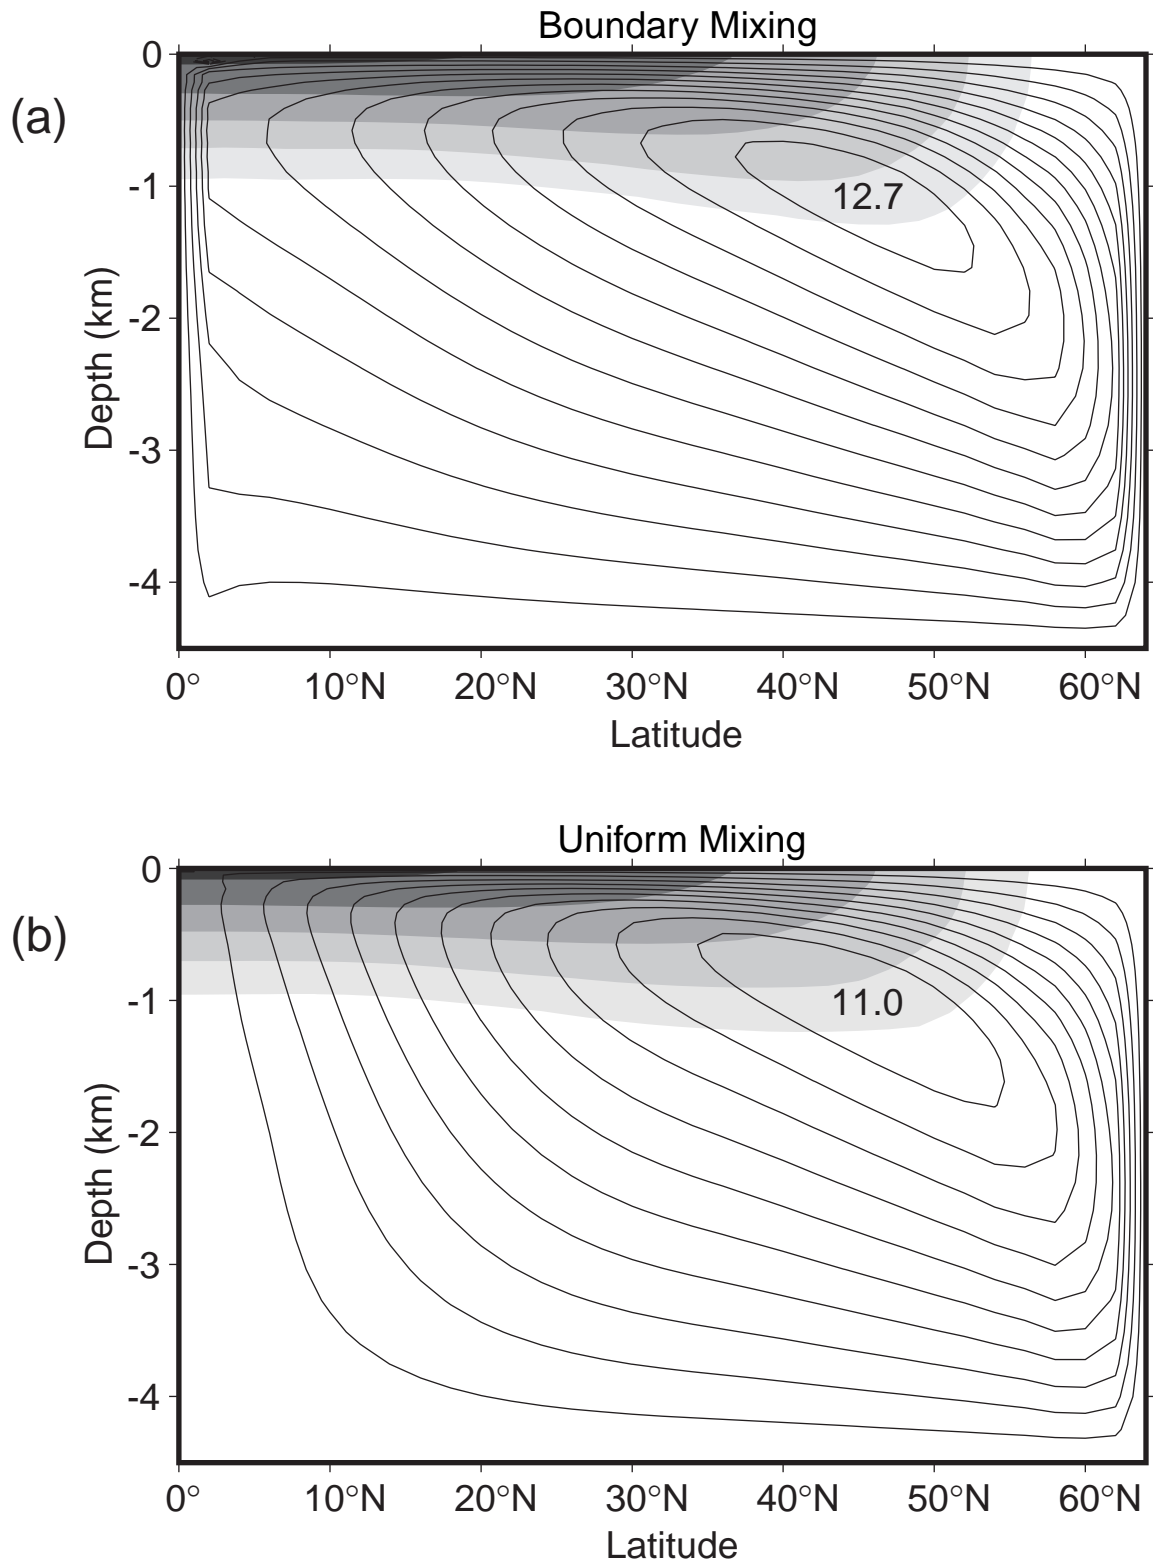 Boundary Mixing
(a)
0
-1
-2
-3
-4
Depth (km)
12.7
0° 10°N 20°N 30°N 40°N 50°N 60°N
Latitude
Uniform Mixing
(b)
0
-1
-2
-3
-4
Depth (km)
11.0
0° 10°N 20°N 30°N 40°N 50°N 60°N
Latitude